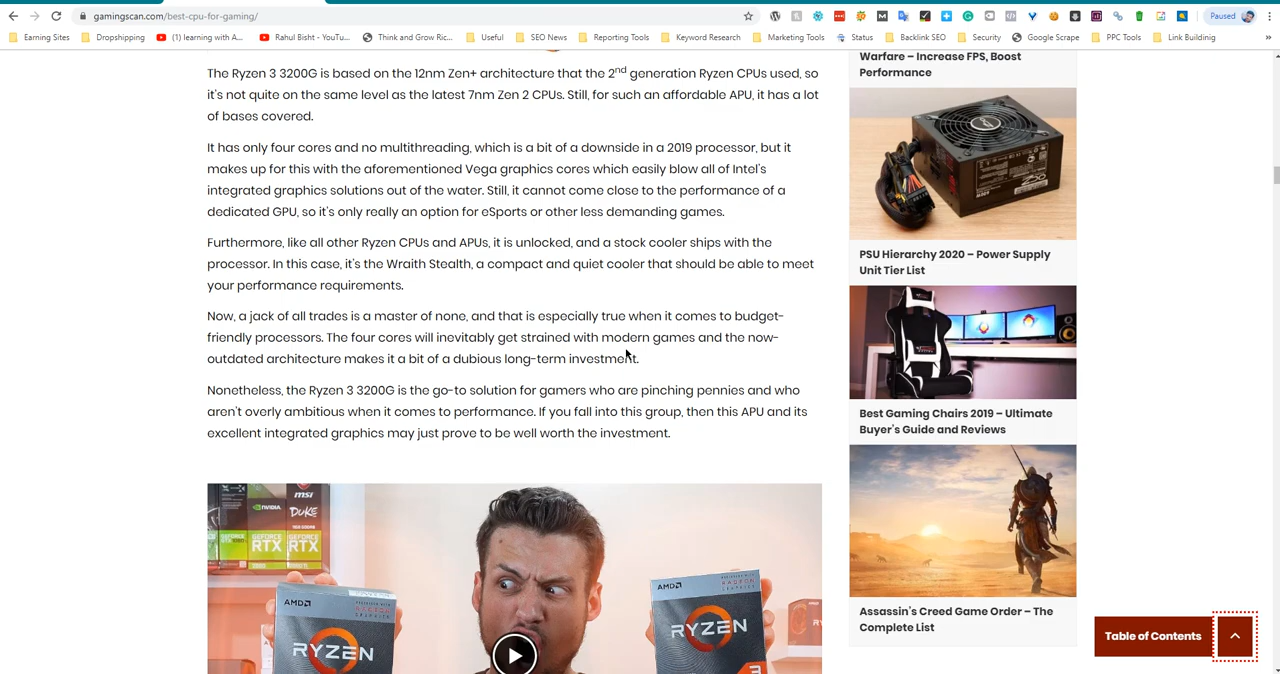 gamingscan.com/best-cpu-for-gaming/
Paused
Earning Sites
Dropshipping
(1) learning with A...
Rahul Bisht - YouTu...
Think and Grow Ric...
Useful
SEO News
Reporting Tools
Keyword Research
Marketing Tools
Status
Backlink SEO
Security
Google Scrape
PPC Tools
Link Buildinig
»
The Ryzen 3 3200G is based on the 12nm Zen+ architecture that the 2nd generation Ryzen CPUs used, so
it's not quite on the same level as the latest 7nm Zen 2 CPUs. Still, for such an affordable APU, it has a lot
of bases covered.
It has only four cores and no multithreading, which is a bit of a downside in a 2019 processor, but it
makes up for this with the aforementioned Vega graphics cores which easily blow all of Intel's
integrated graphics solutions out of the water. Still, it cannot come close to the performance of a
dedicated GPU, so it's only really an option for eSports or other less demanding games.
Furthermore, like all other Ryzen CPUs and APUs, it is unlocked, and a stock cooler ships with the
processor. In this case, it's the Wraith Stealth, a compact and quiet cooler that should be able to meet
your performance requirements.
Now, a jack of all trades is a master of none, and that is especially true when it comes to budget-
friendly processors. The four cores will inevitably get strained with modern games and the now-
outdated architecture makes it a bit of a dubious long-term investment.
Nonetheless, the Ryzen 3 3200G is the go-to solution for gamers who are pinching pennies and who
aren't overly ambitious when it comes to performance. If you fall into this group, then this APU and its
excellent integrated graphics may just prove to be well worth the investment.
msi
NVIDIA
DUKE
GEFORCE
RTX
GEFORCE
RTX
GEFORCE
RTX
AMD
RYZEN
AMD
RYZEN
3
Warfare – Increase FPS, Boost
Performance
PSU Hierarchy 2020 – Power Supply
Unit Tier List
Best Gaming Chairs 2019 – Ultimate
Buyer's Guide and Reviews
Assassin's Creed Game Order – The
Complete List
Table of Contents